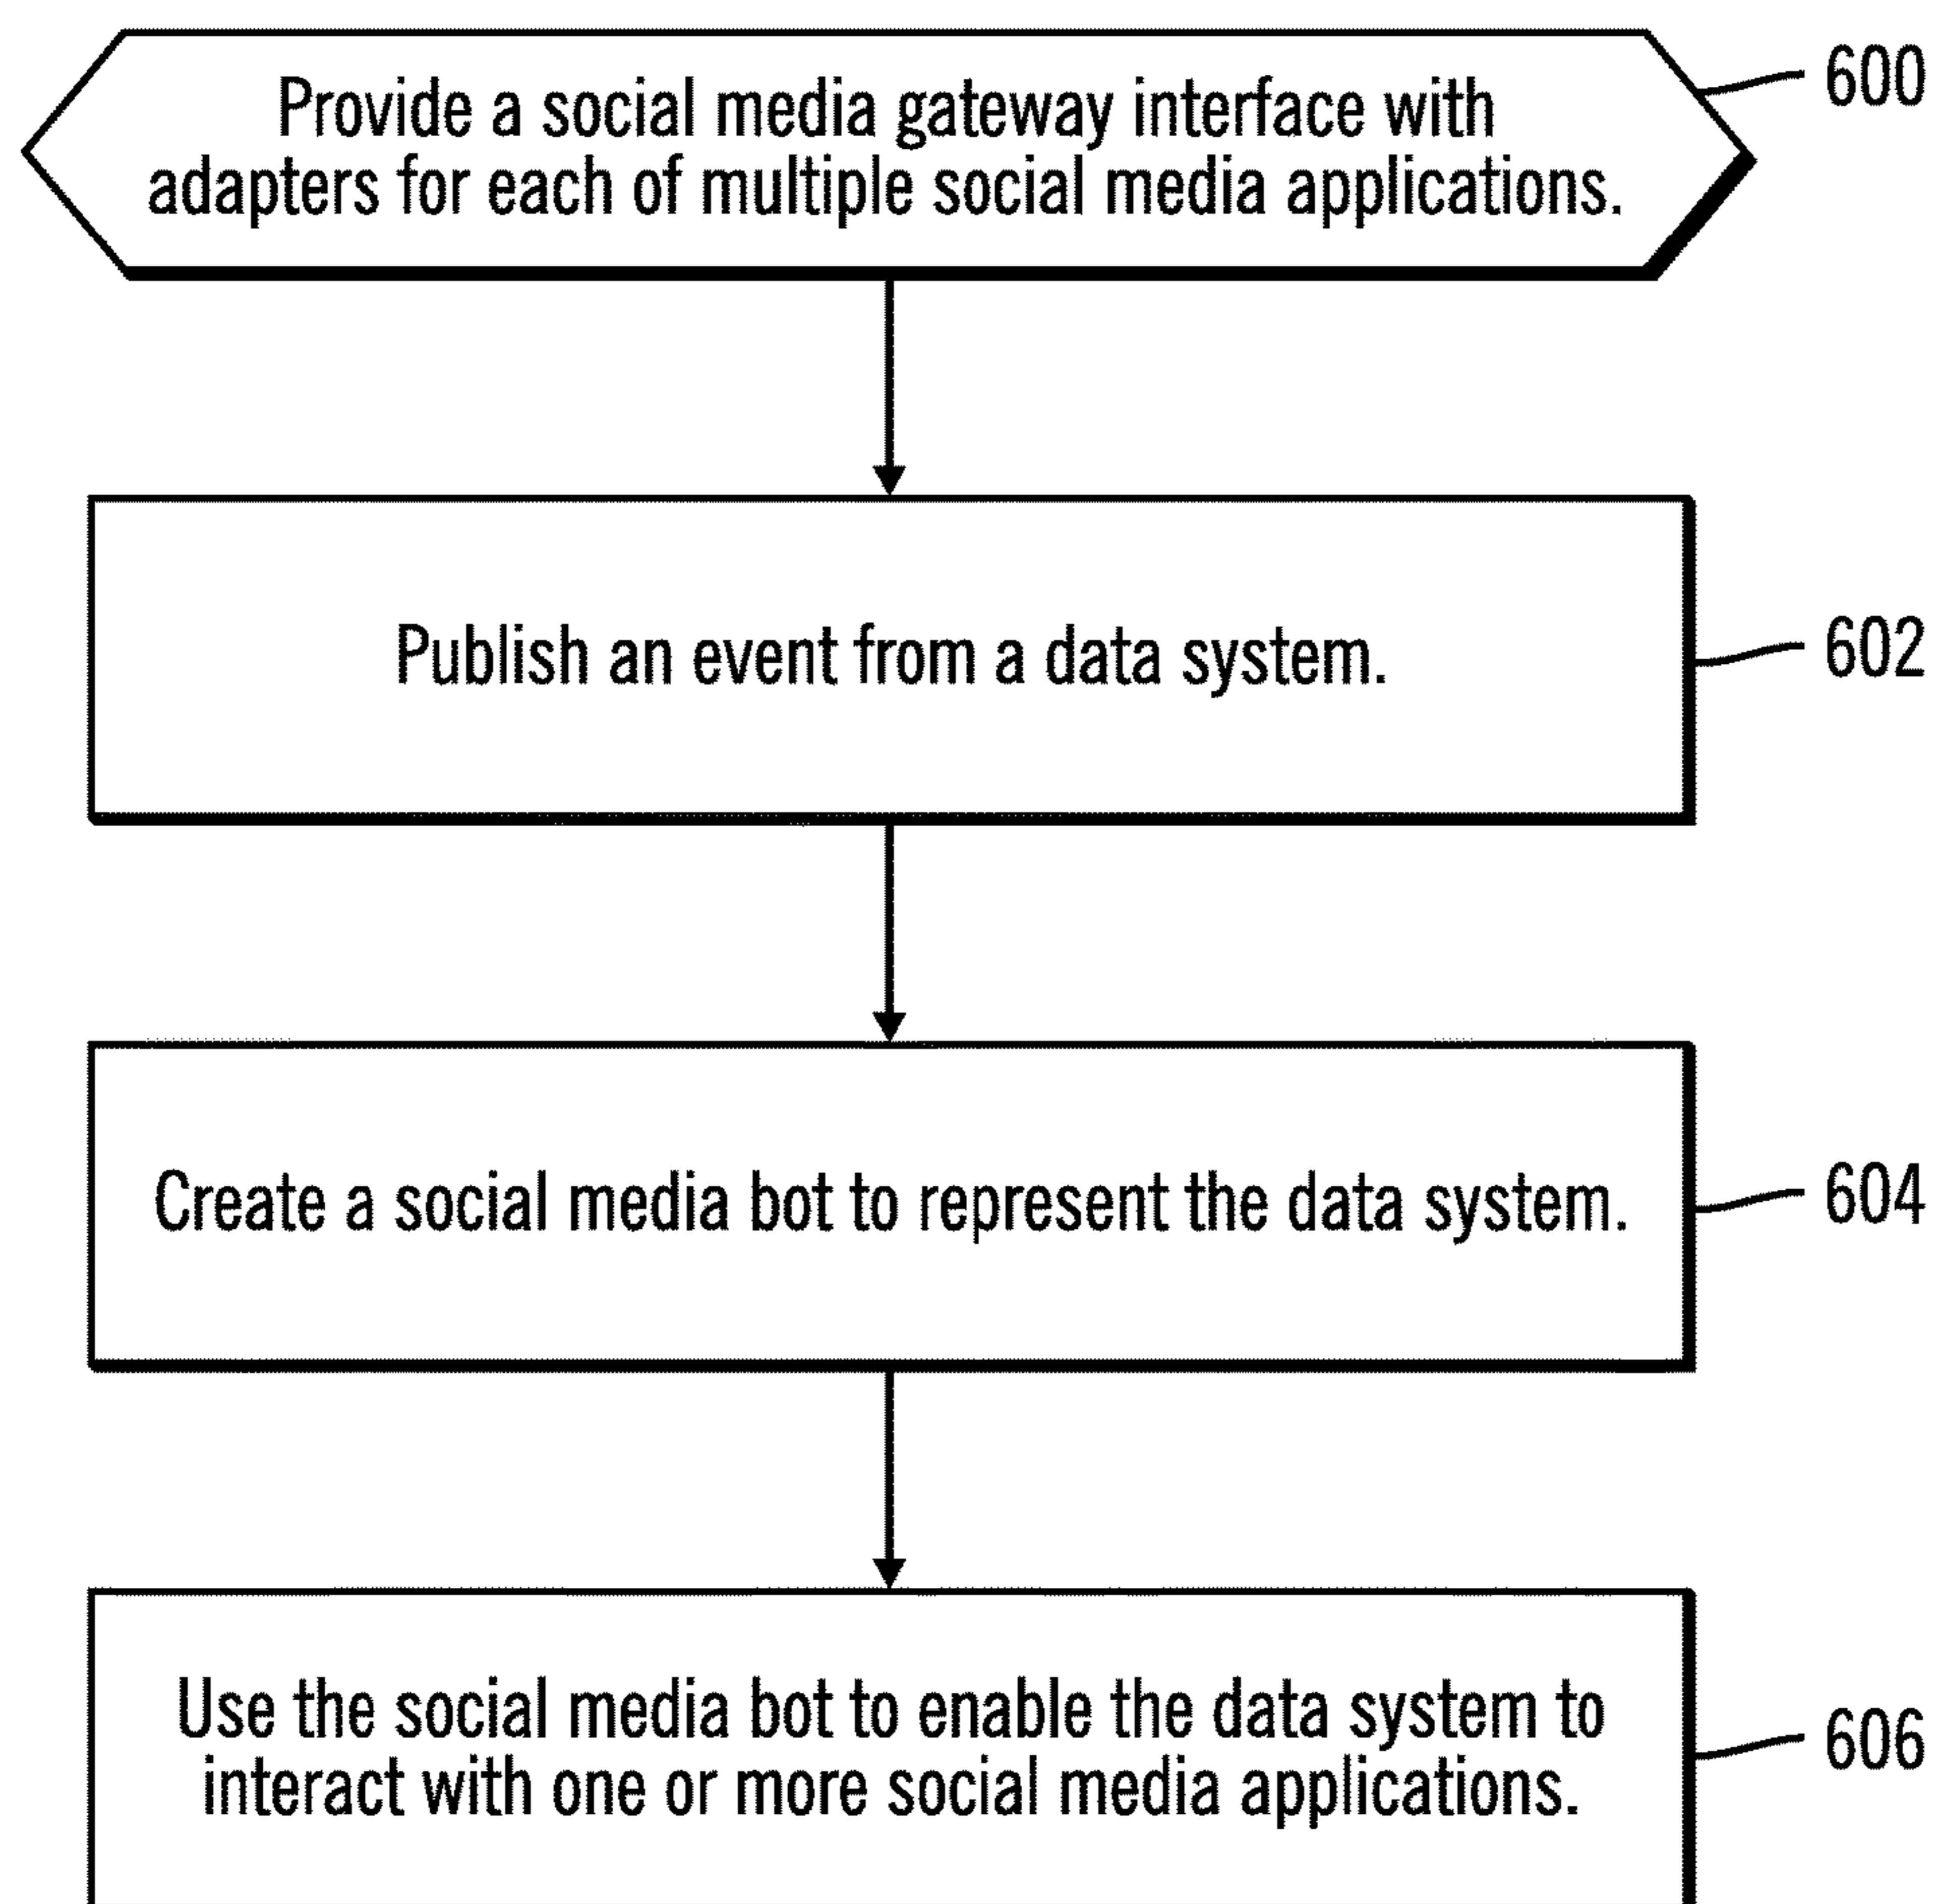 Provide a social media gateway interface with
adapters for each of multiple social media applications.
600
Publish an event from a data system.
602
Create a social media bot to represent the data system.
604
Use the social media bot to enable the data system to
interact with one or more social media applications.
606